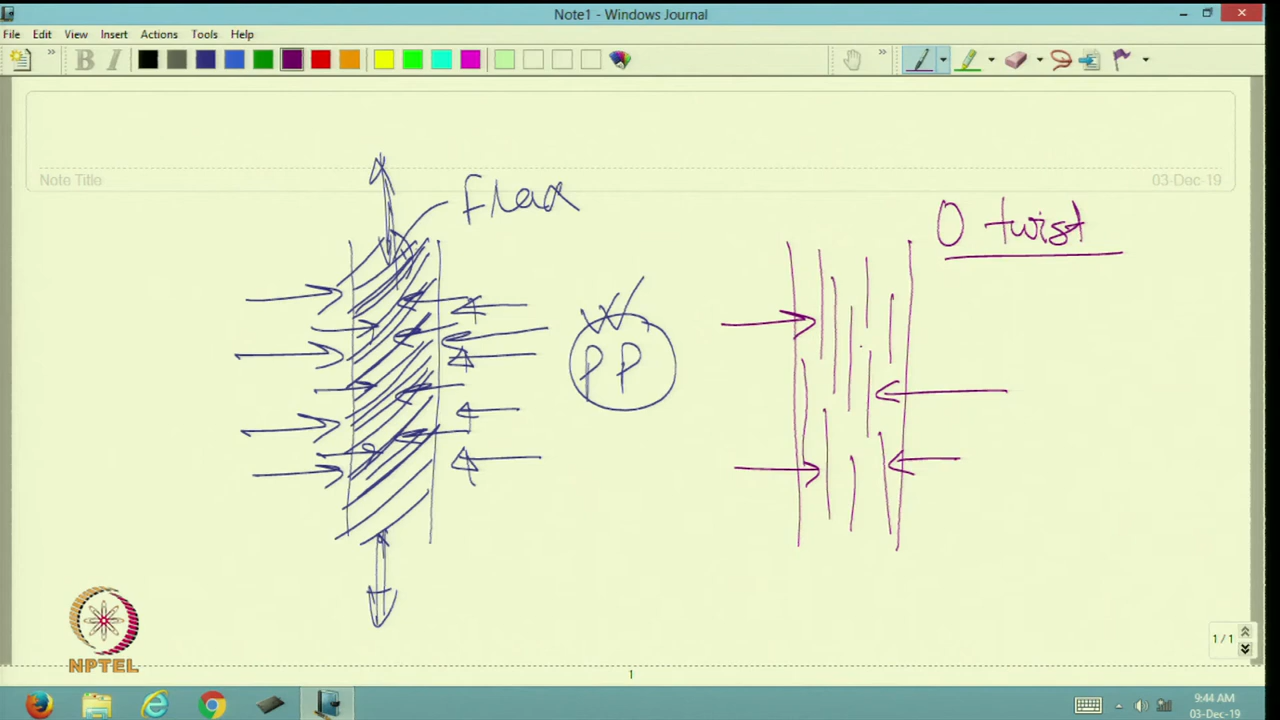 Note1 - Windows Journal
File Edit View Insert Actions Tools Help
B I
Note Title
03-Dec-19
Flax
0 twist
PP
NPTEL
1 / 1
1
9:44 AM
03-Dec-19